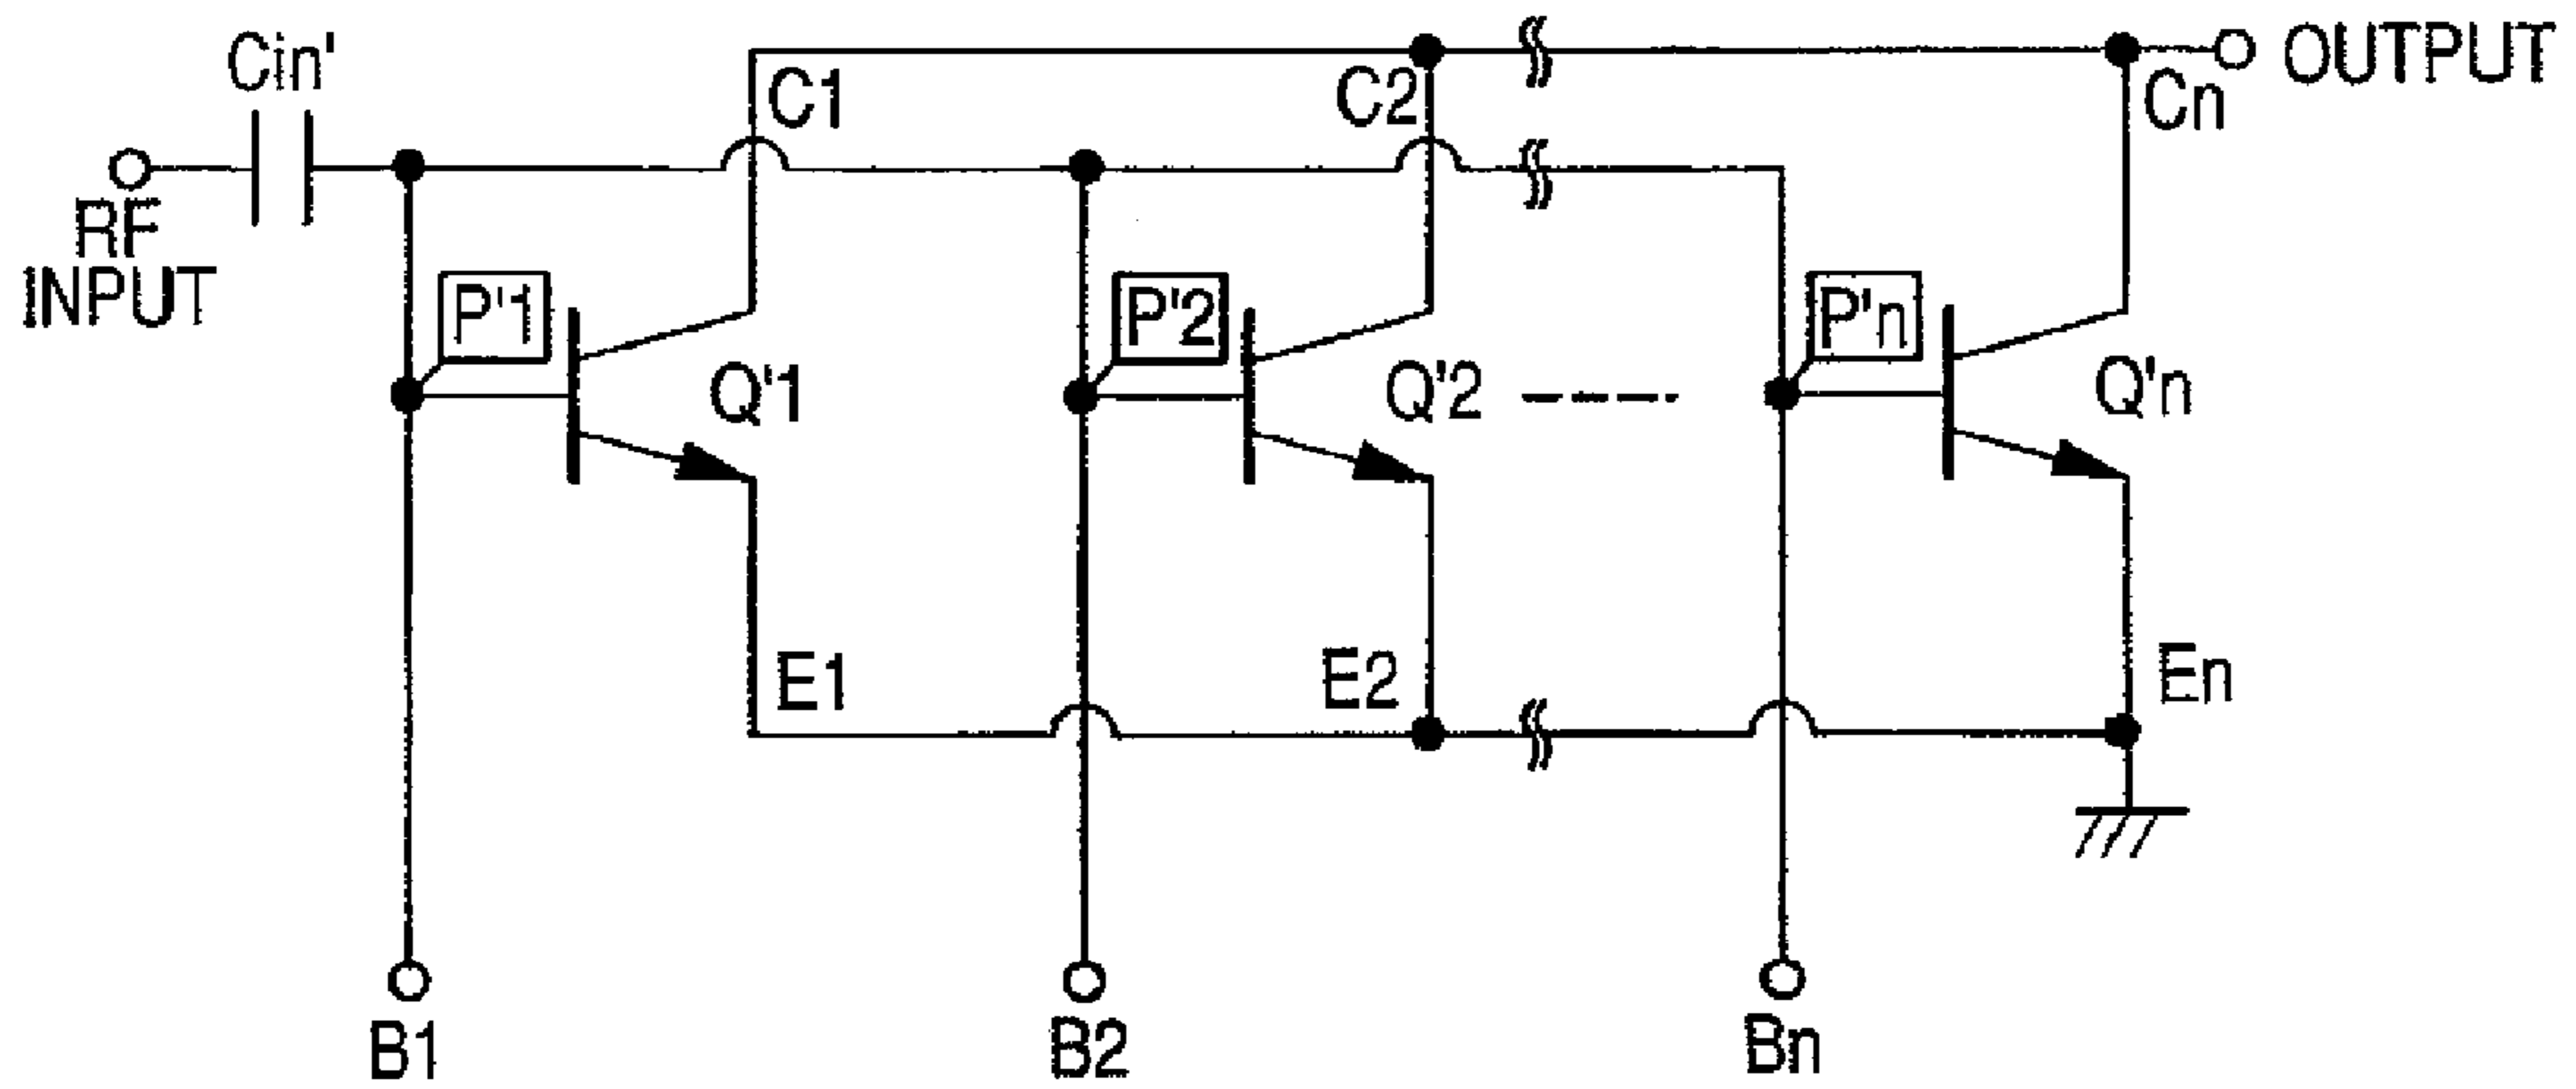 Cin'
OUTPUT
C1
C2
Cn
RF
INPUT
P'1
P'2
P'n
Q'1
Q'2
Q'n
E1
E2
En
B1
B2
Bn